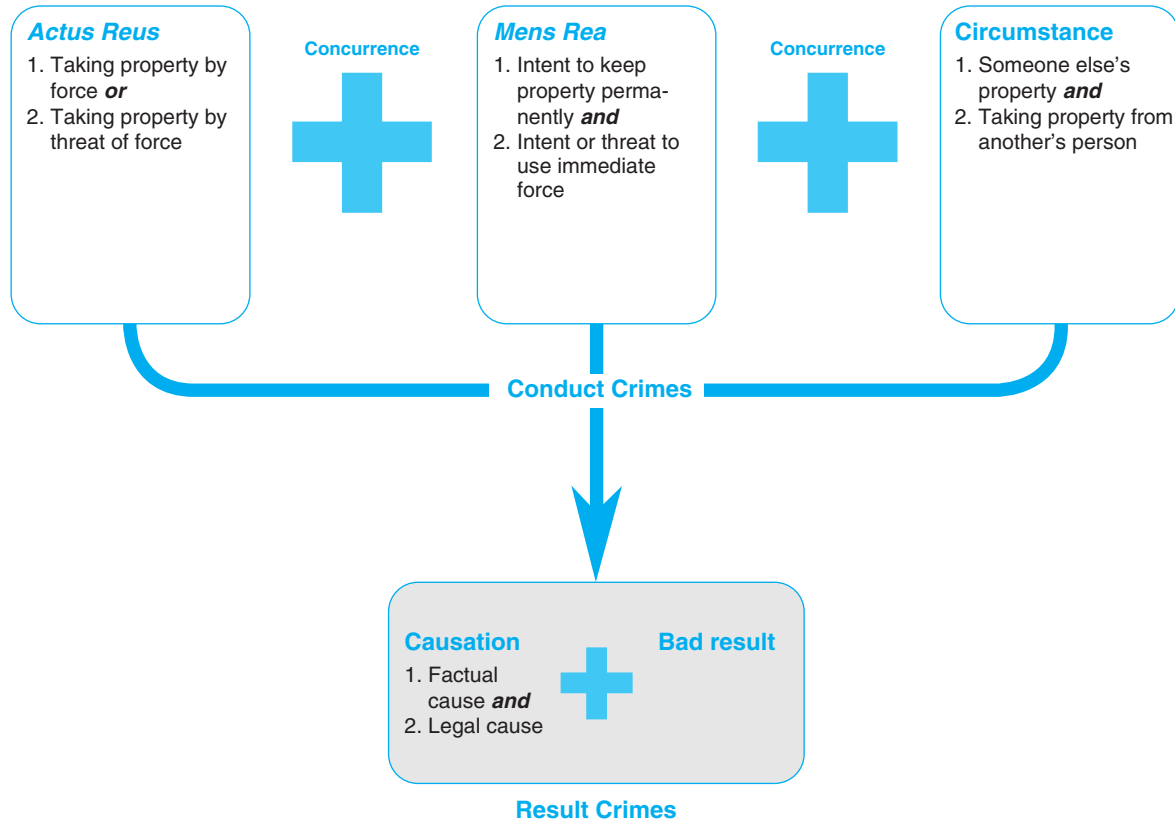 Actus Reus
1. Taking property by
force or
2. Taking property by
threat of force
Concurrence
Mens Rea
1. Intent to keep
property perma-
nently and
2. Intent or threat to
use immediate
force
Concurrence
Circumstance
1. Someone else's
property and
2. Taking property from
another's person
Conduct Crimes
Causation
1. Factual
cause and
2. Legal cause
Bad result
Result Crimes